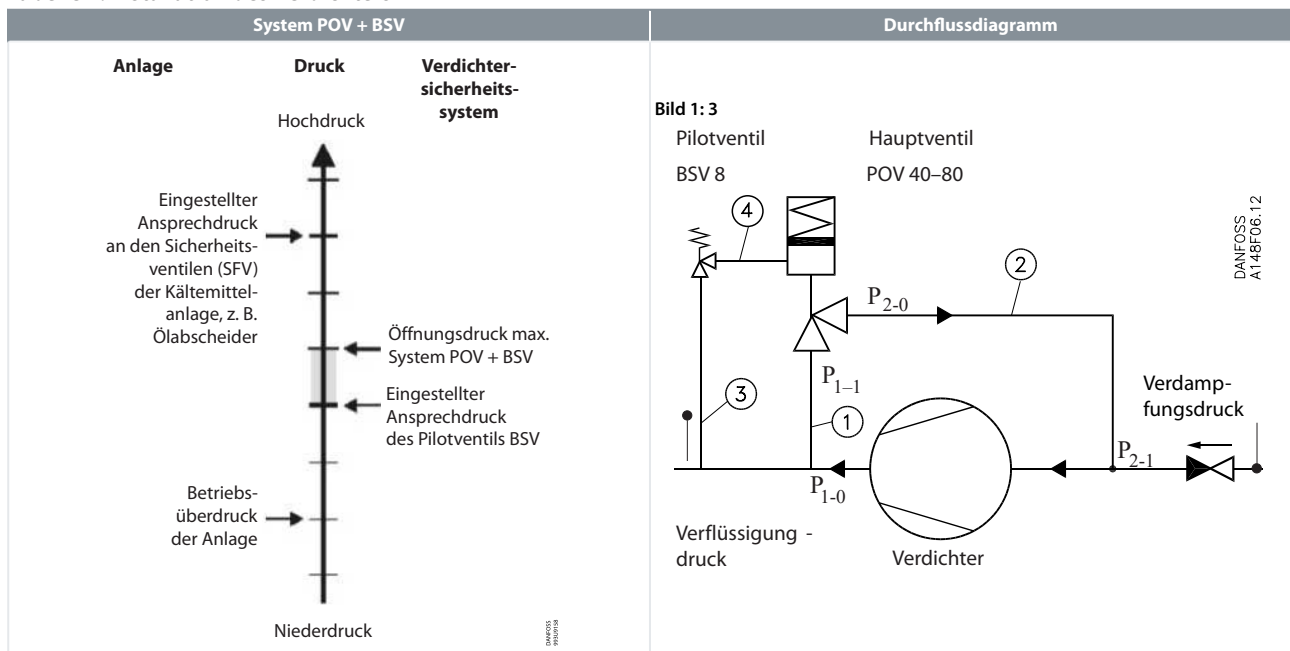 System POV + BSV
Durchflussdiagramm
Anlage
Druck
Verdichter-
sicherheits-
system
Hochdruck
Eingestellter
Ansprechdruck
an den Sicherheits-
ventilen (SFV)
der Kältemittel-
anlage, z. B.
Ölabscheider
Öffnungsdruck max.
System POV + BSV
Eingestellter
Ansprechdruck
des Pilotventils BSV
Betriebs-
überdruck
der Anlage
Niederdruck
DANFOSS
Bild 1: 3
Pilotventil
Hauptventil
BSV 8
POV 40–80
4
2
DANFOSS
A148F06.12
P2-0
P1–1
3
1
Verdamp-
fungsdruck
P2-1
P1-0
Verflüssigung -
druck
Verdichter